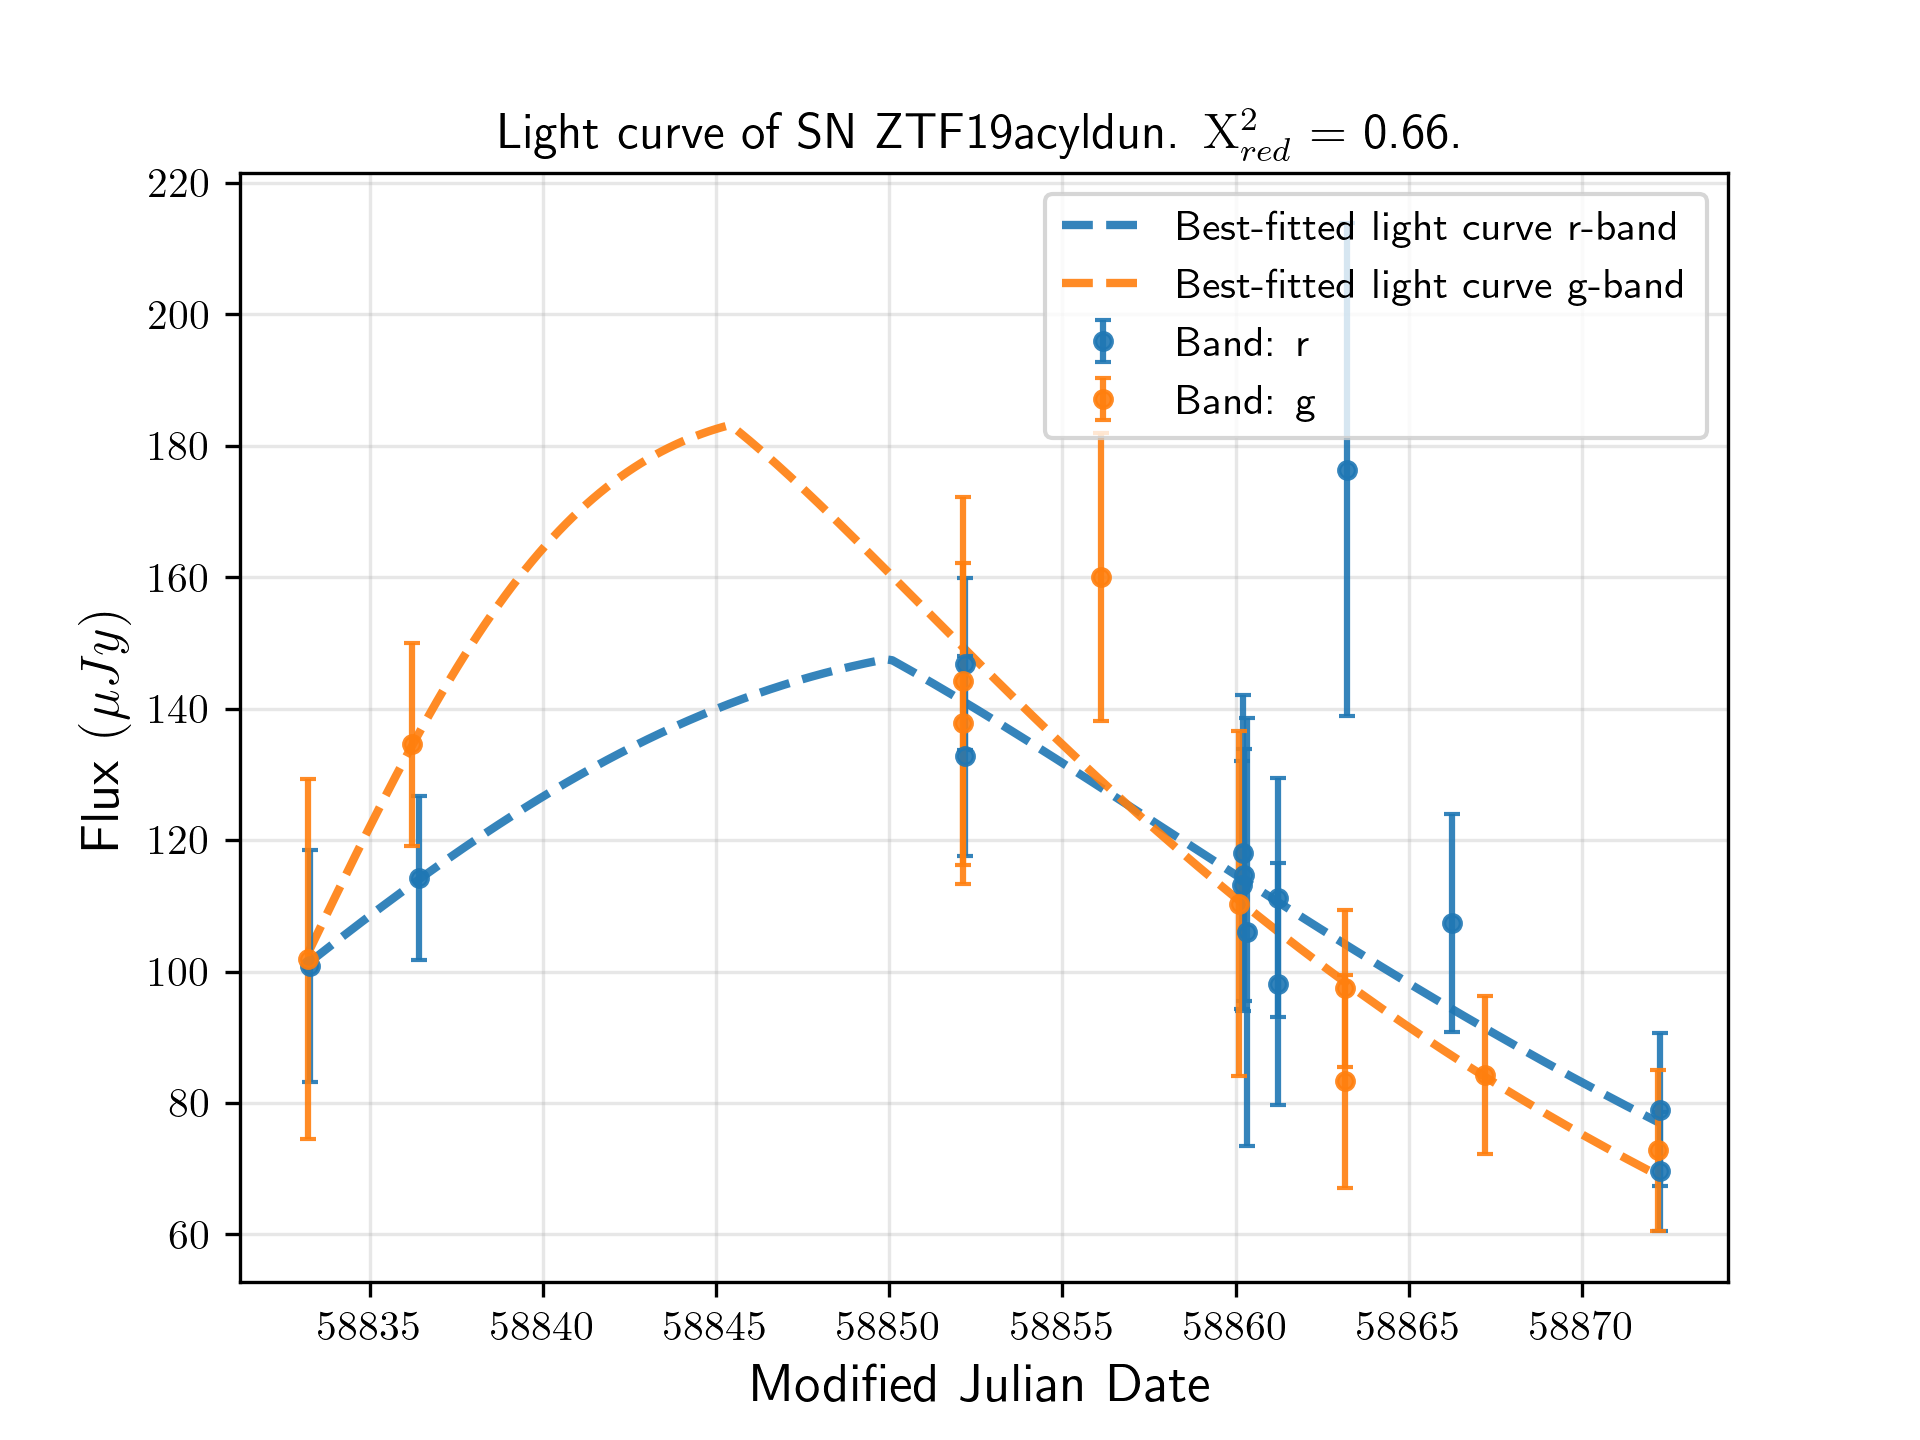 Light curve of SN ZTF19acyldun. X²_red = 0.66.
220
200
180
160
140
120
100
80
60
Flux (μJy)
Best-fitted light curve r-band
Best-fitted light curve g-band
Band: r
Band: g
58835 58840 58845 58850 58855 58860 58865 58870
Modified Julian Date